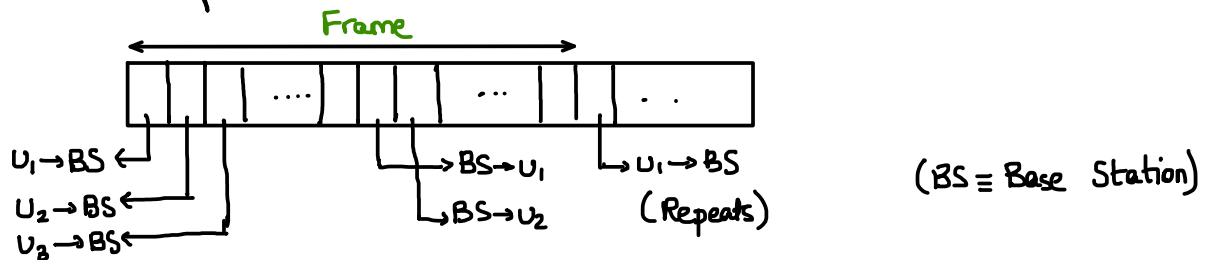 Frame
.... ... . .
U₁→BS BS→U₁ U₁→BS (BS ≡ Base Station)
U₂→BS BS→U₂ (Repeats)
U₃→BS